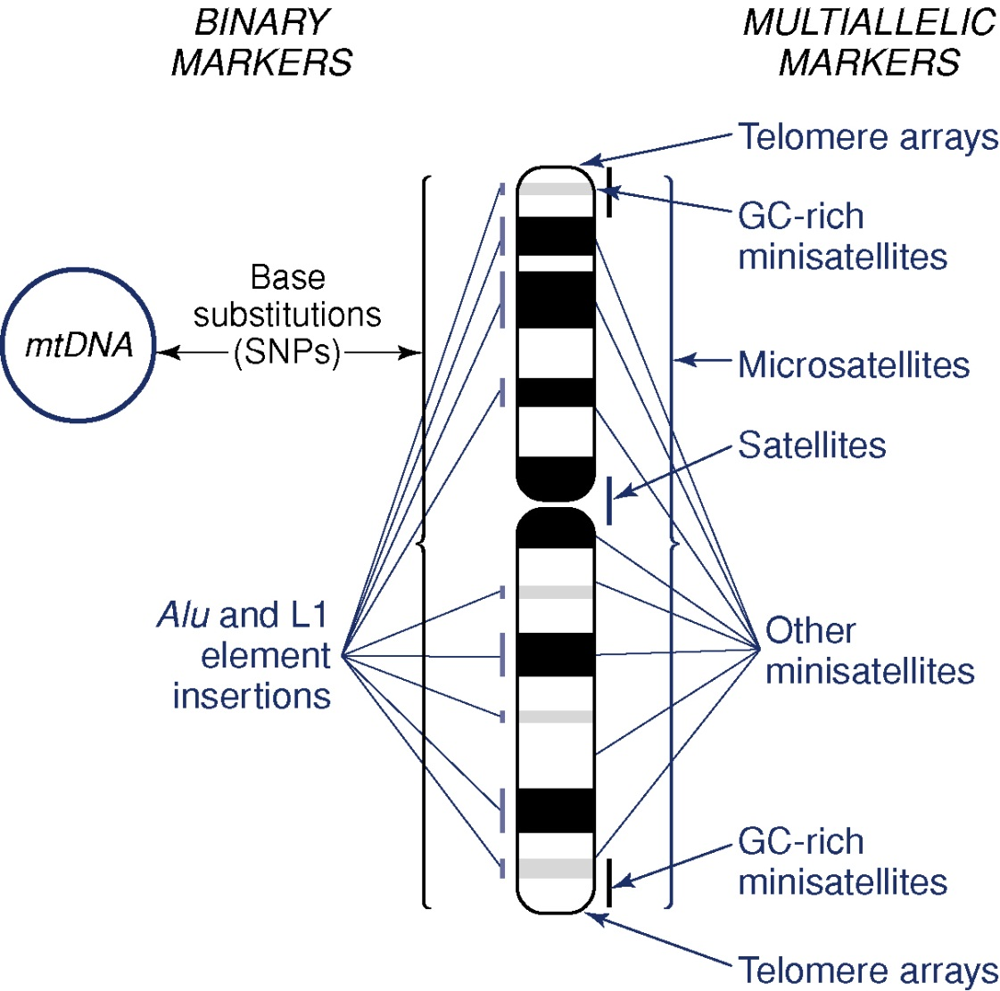 BINARY
MARKERS
MULTIALLELIC
MARKERS
Telomere arrays
GC-rich
minisatellites
Base
substitutions
(SNPs)
mtDNA
Microsatellites
Satellites
Alu and L1
element
insertions
Other
minisatellites
GC-rich
minisatellites
Telomere arrays